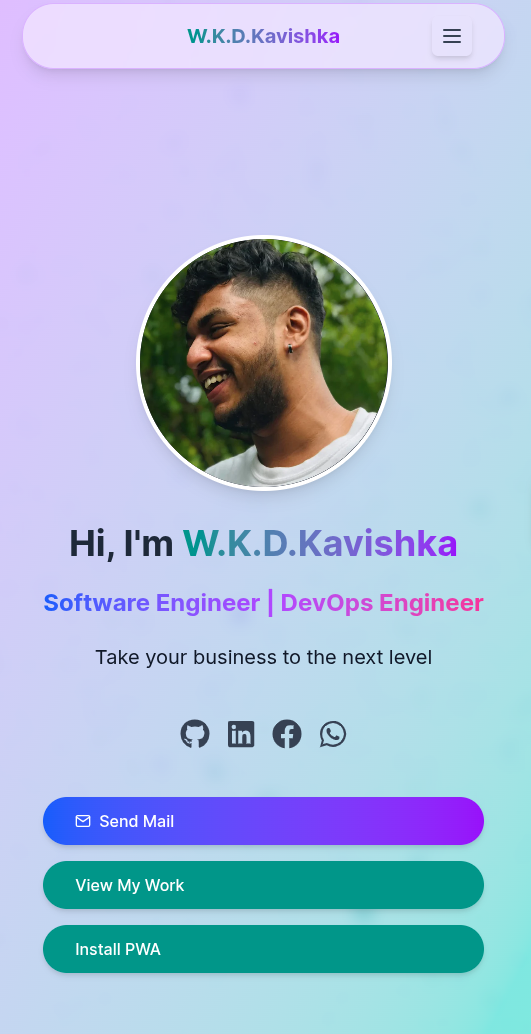 W.K.D.Kavishka
Hi, I'm W.K.D.Kavishka
Software Engineer | DevOps Engineer
Take your business to the next level
Send Mail
View My Work
Install PWA